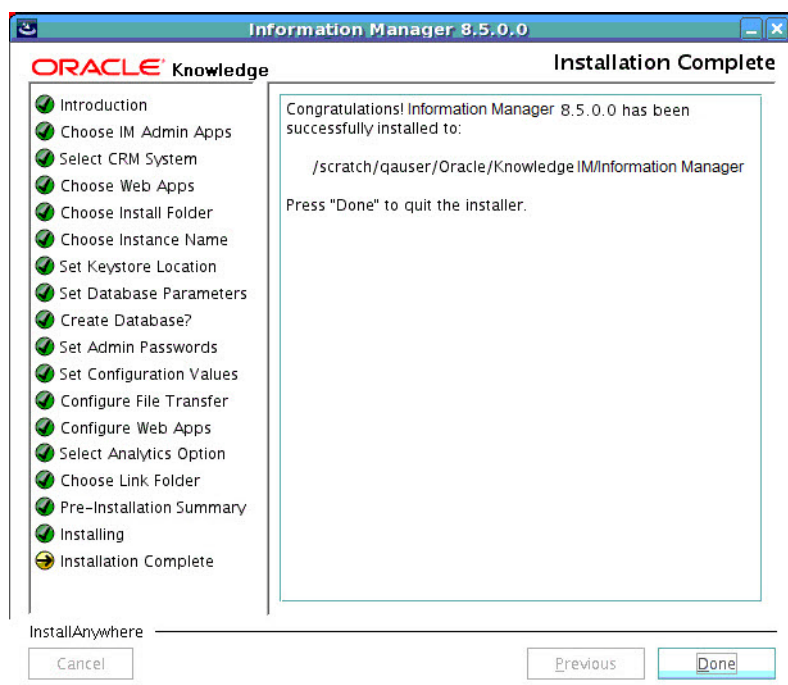 Information Manager 8.5.0.0
ORACLE Knowledge
Installation Complete
Introduction
Choose IM Admin Apps
Select CRM System
Choose Web Apps
Choose Install Folder
Choose Instance Name
Set Keystore Location
Set Database Parameters
Create Database?
Set Admin Passwords
Set Configuration Values
Configure File Transfer
Configure Web Apps
Select Analytics Option
Choose Link Folder
Pre-Installation Summary
Installing
Installation Complete
Congratulations! Information Manager 8.5.0.0 has been
successfully installed to:
/scratch/qauser/Oracle/Knowledge IM/Information Manager
Press "Done" to quit the installer.
InstallAnywhere
Cancel
Previous
Done